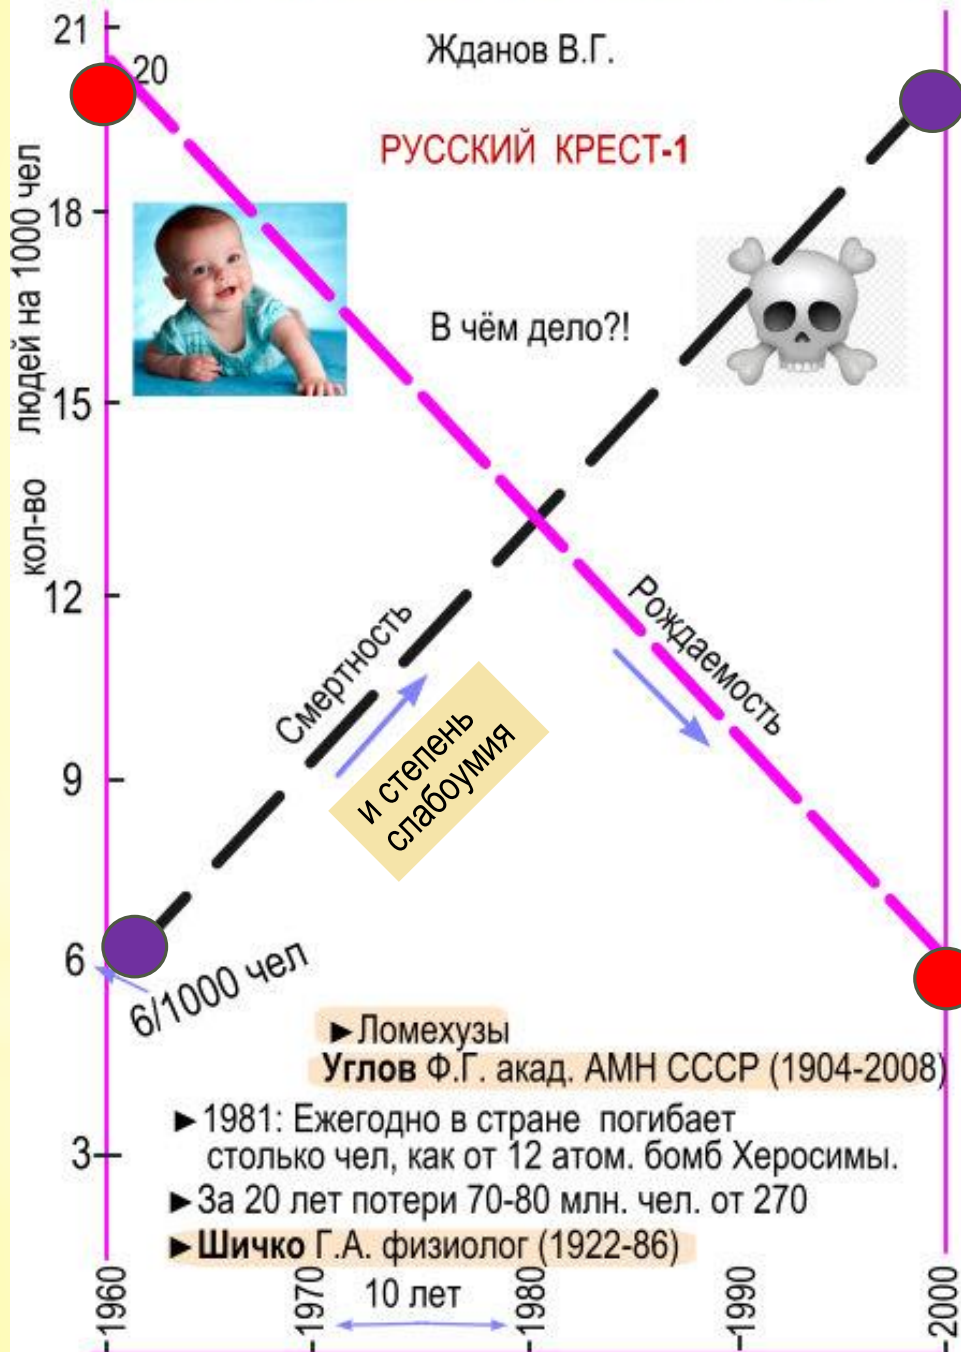 21
20
Жданов В.Г.
РУССКИЙ КРЕСТ-1
кол-во людей на 1000 чел
18
В чём дело?!
15
12
Смертность
Рождаемость
и степень
слабоумия
9
6
6/1000 чел
►Ломехузы
Углов Ф.Г. акад. АМН СССР (1904-2008)
►1981: Ежегодно в стране погибает
столько чел, как от 12 атом. бомб Херосимы.
3
►За 20 лет потери 70-80 млн. чел. от 270
►Шичко Г.А. физиолог (1922-86)
10 лет
1960
1970
1980
1990
2000